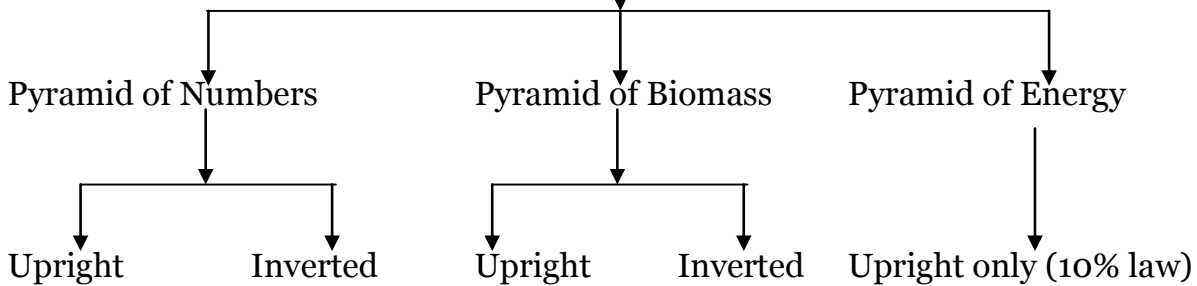 Pyramid of Numbers Pyramid of Biomass Pyramid of Energy
Upright Inverted Upright Inverted Upright only (10% law)